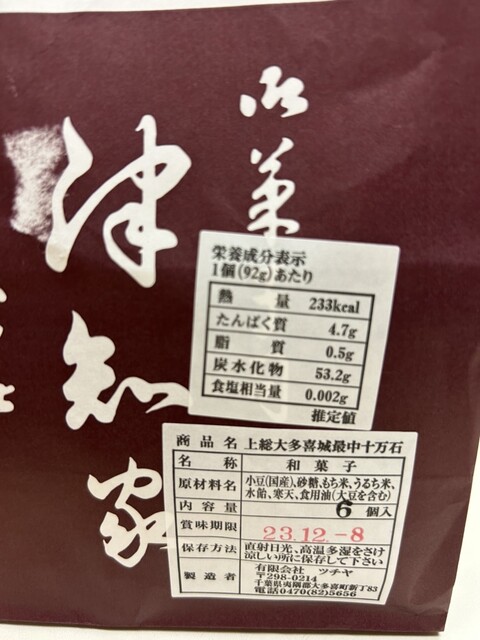 御菓
津知家
栄養成分表示
1個(92g)あたり
熱量 233kcal
たんぱく質 4.7g
脂質 0.5g
炭水化物 53.2g
食塩相当量 0.002g
推定値
商品名 上総大多喜城最中十万石
名称 和菓子
原材料名 小豆(国産)、砂糖、もち米、うるち米、
水飴、寒天、食用油(大豆を含む)
内容量 6個入
賞味期限 23.12.-8
保存方法 直射日光、高温多湿をさけ
涼しい所に保存して下さい
製造者 有限会社 ツチヤ
〒298-0214
千葉県夷隅郡大多喜町新丁83
電話0470(82)5656